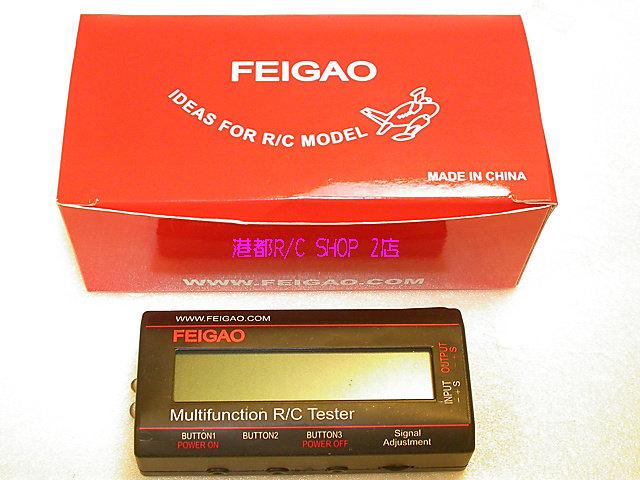 FEIGAO
IDEAS FOR R/C MODEL
MADE IN CHINA
港都R/C SHOP 2店
WWW.FEIGAO.COM
WWW.FEIGAO.COM
FEIGAO
OUTPUT
- + S
INPUT
- + S
Multifunction R/C Tester
BUTTON1 BUTTON2 BUTTON3 Signal
POWER ON POWER OFF Adjustment